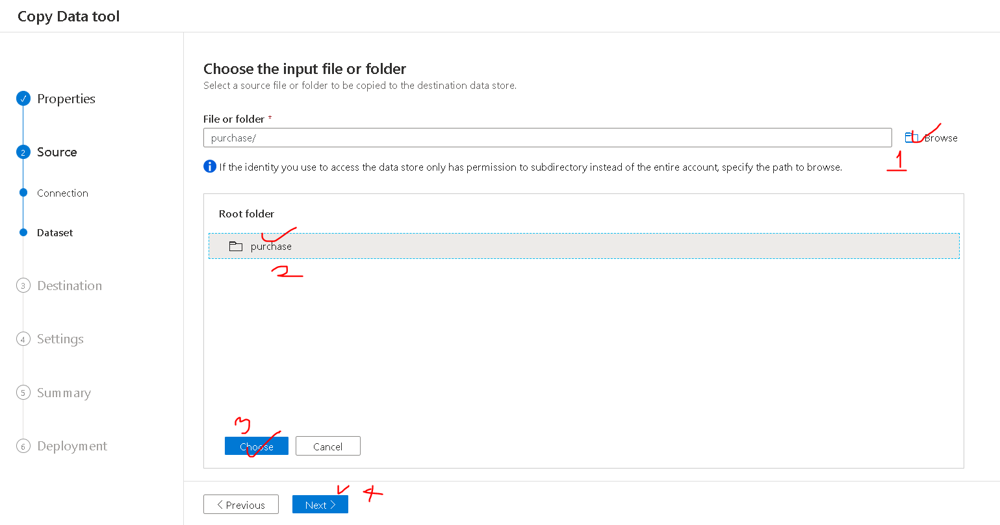 Copy Data tool
Properties
2 Source
Connection
Dataset
3 Destination
4 Settings
5 Summary
6 Deployment
Choose the input file or folder
Select a source file or folder to be copied to the destination data store.
File or folder *
purchase/
Browse
1
If the identity you use to access the data store only has permission to subdirectory instead of the entire account, specify the path to browse.
Root folder
purchase
2
3
Choose Cancel
< Previous Next > 4